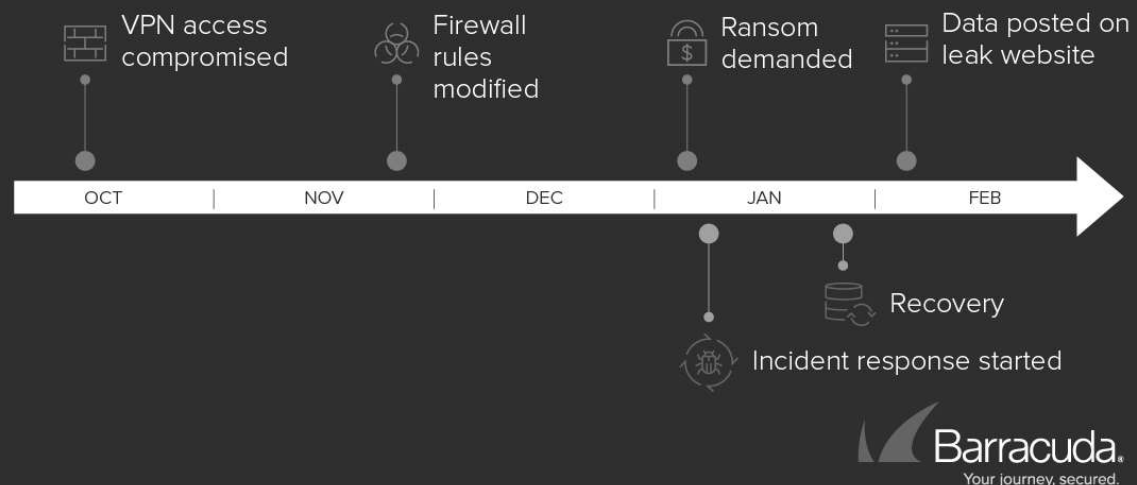 VPN access
compromised
Firewall
rules
modified
Ransom
demanded
$
Data posted on
leak website
OCT | NOV | DEC | JAN | FEB
Recovery
Incident response started
Barracuda®
Your journey, secured.